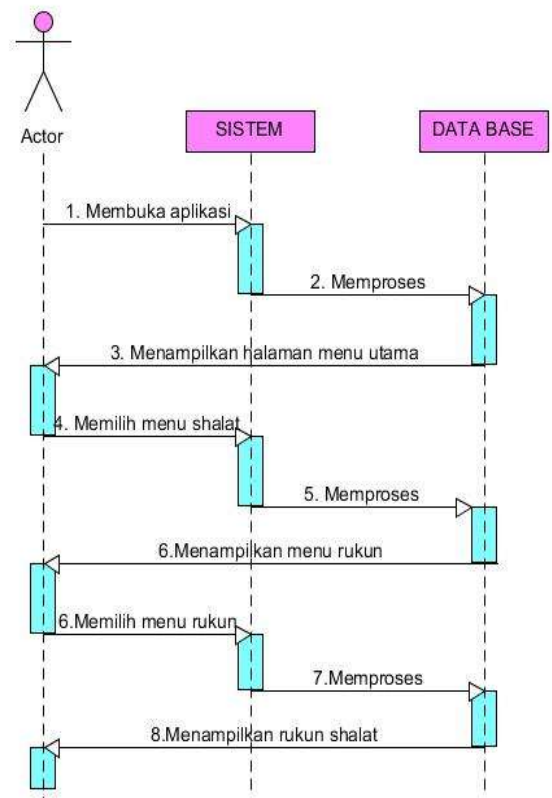 Actor
SISTEM
DATA BASE
1. Membuka aplikasi
2. Memproses
3. Menampilkan halaman menu utama
4. Memilih menu shalat
5. Memproses
6.Menampilkan menu rukun
6.Memilih menu rukun
7.Memproses
8.Menampilkan rukun shalat